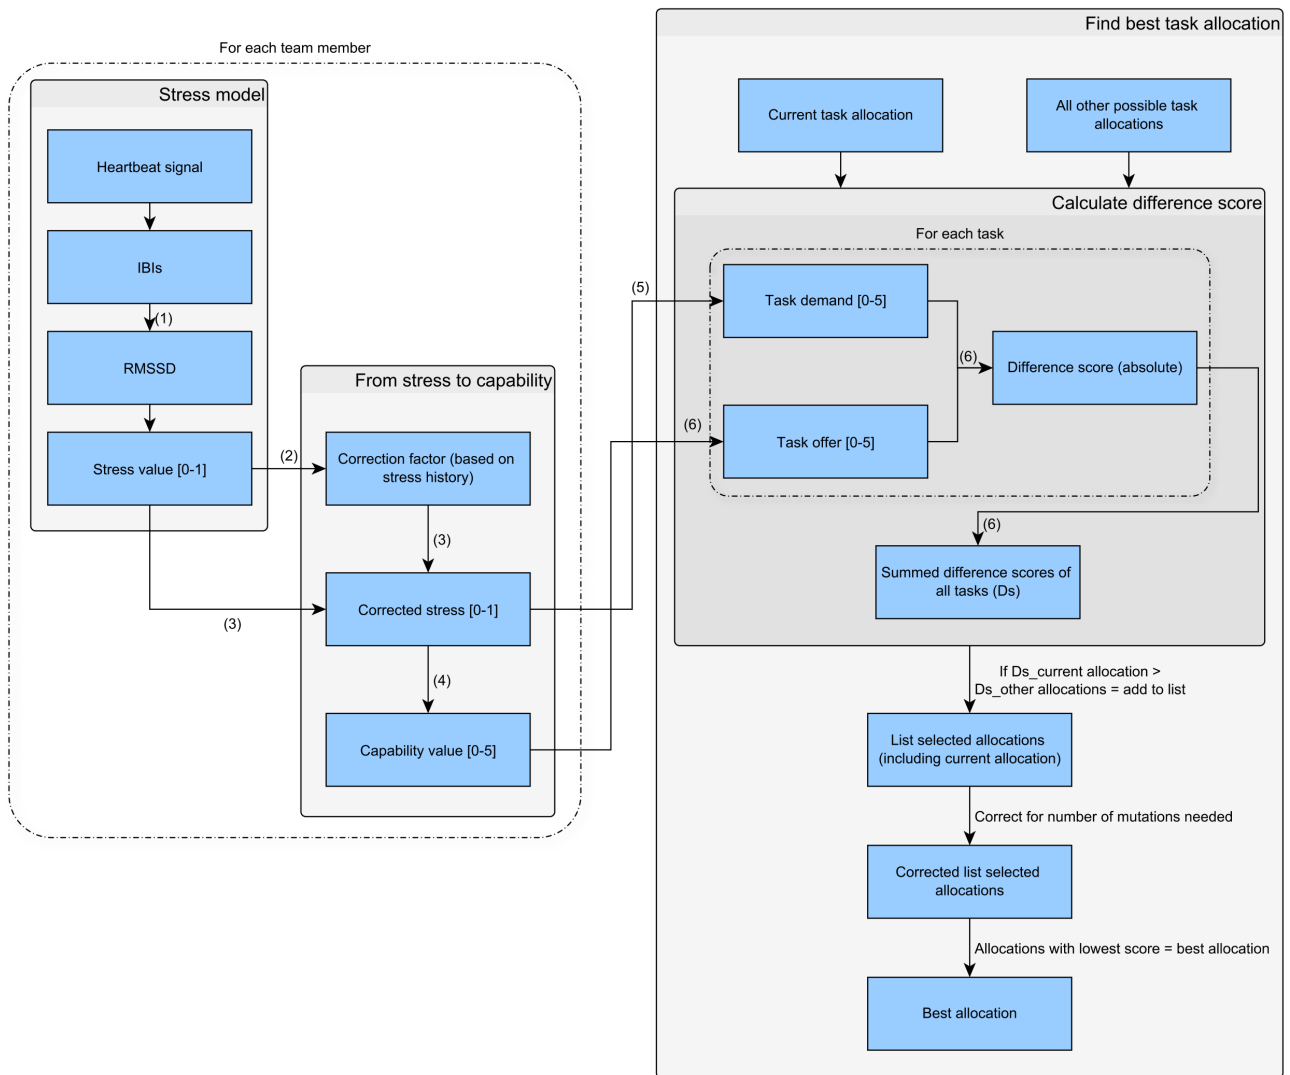 For each team member
Stress model
Heartbeat signal
IBIs
(1)
RMSSD
Stress value [0-1]
(2)
(3)
From stress to capability
Correction factor (based on
stress history)
(3)
Corrected stress [0-1]
(4)
Capability value [0-5]
(5)
(6)
Find best task allocation
Current task allocation
All other possible task
allocations
Calculate difference score
For each task
Task demand [0-5]
Task offer [0-5]
(6)
Difference score (absolute)
(6)
Summed difference scores of
all tasks (Ds)
If Ds_current allocation >
Ds_other allocations = add to list
List selected allocations
(including current allocation)
Correct for number of mutations needed
Corrected list selected
allocations
Allocations with lowest score = best allocation
Best allocation